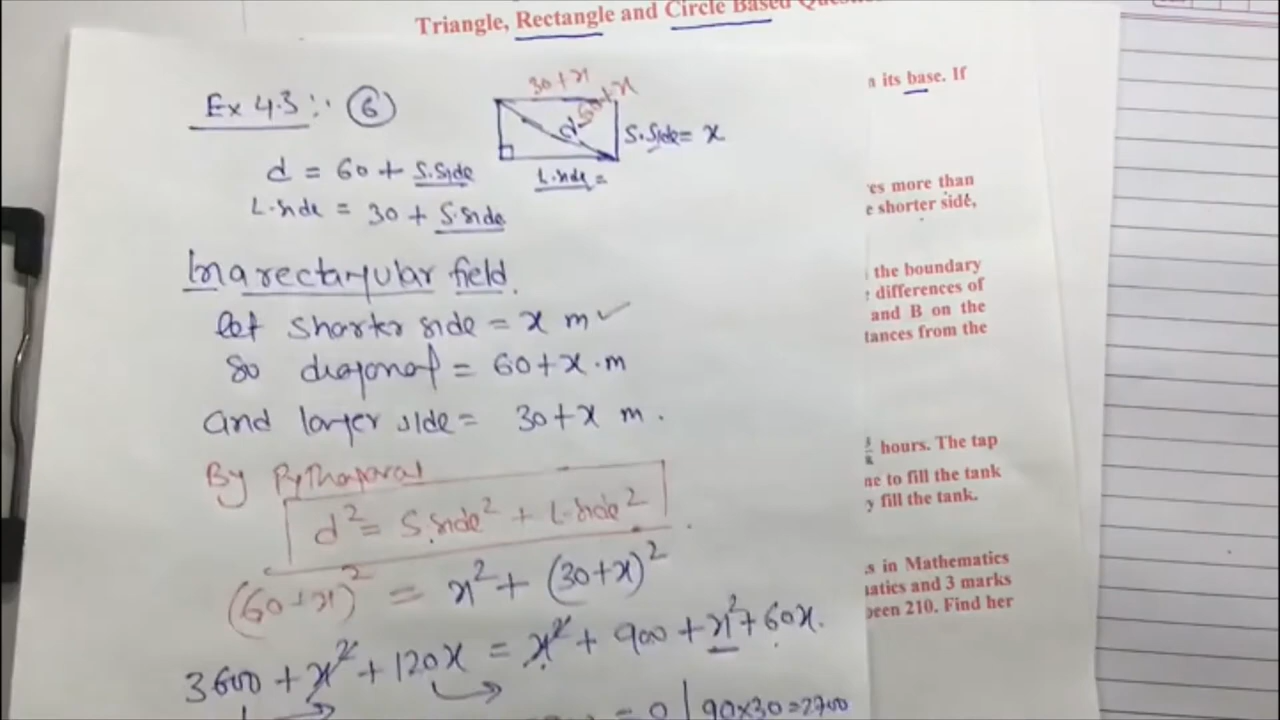 Triangle, Rectangle and Circle Based
Ex 4.3:. 6
30+x
60+x
d
S.Side= x
L.side =
d = 60 + S.Side
L.side = 30 + S.side
n its base. If
es more than
e shorter side,
In a rectangular field.
the boundary
differences of
and B on the
tances from the
let shorter side = x m ✓
So diagonal = 60+x.m
and larger side = 30+x m.
By Pythagoras
d² = S.side² + L.side²
(60+x)² = x² + (30+x)²
3600 + x² + 120x = x² + 900 + x² + 60x.
= 0 | 90x30=2700
hours. The tap
ne to fill the tank
y fill the tank.
s in Mathematics
natics and 3 marks
been 210. Find her